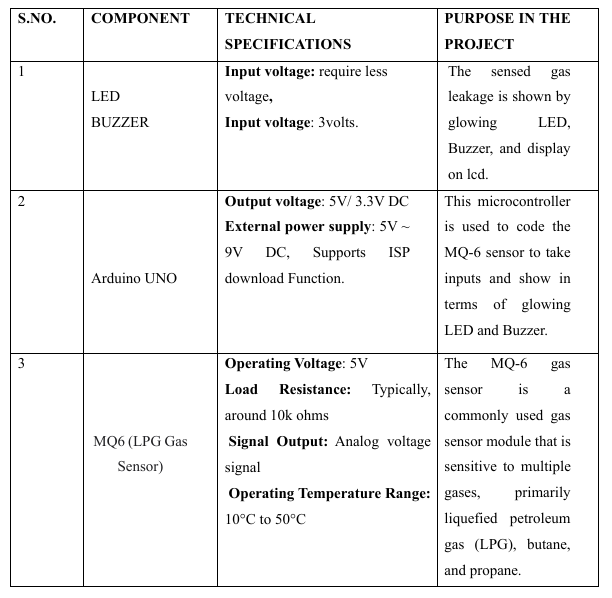 S.NO. COMPONENT TECHNICAL SPECIFICATIONS PURPOSE IN THE PROJECT
1
LED
BUZZER
Input voltage: require less
voltage,
Input voltage: 3volts.
The sensed gas
leakage is shown by
glowing LED,
Buzzer, and display
on lcd.
2
Arduino UNO
Output voltage: 5V/ 3.3V DC
External power supply: 5V ~
9V DC, Supports ISP
download Function.
This microcontroller
is used to code the
MQ-6 sensor to take
inputs and show in
terms of glowing
LED and Buzzer.
3
MQ6 (LPG Gas
Sensor)
Operating Voltage: 5V
Load Resistance: Typically,
around 10k ohms
Signal Output: Analog voltage
signal
Operating Temperature Range:
10°C to 50°C
The MQ-6 gas
sensor is a
commonly used gas
sensor module that is
sensitive to multiple
gases, primarily
liquefied petroleum
gas (LPG), butane,
and propane.